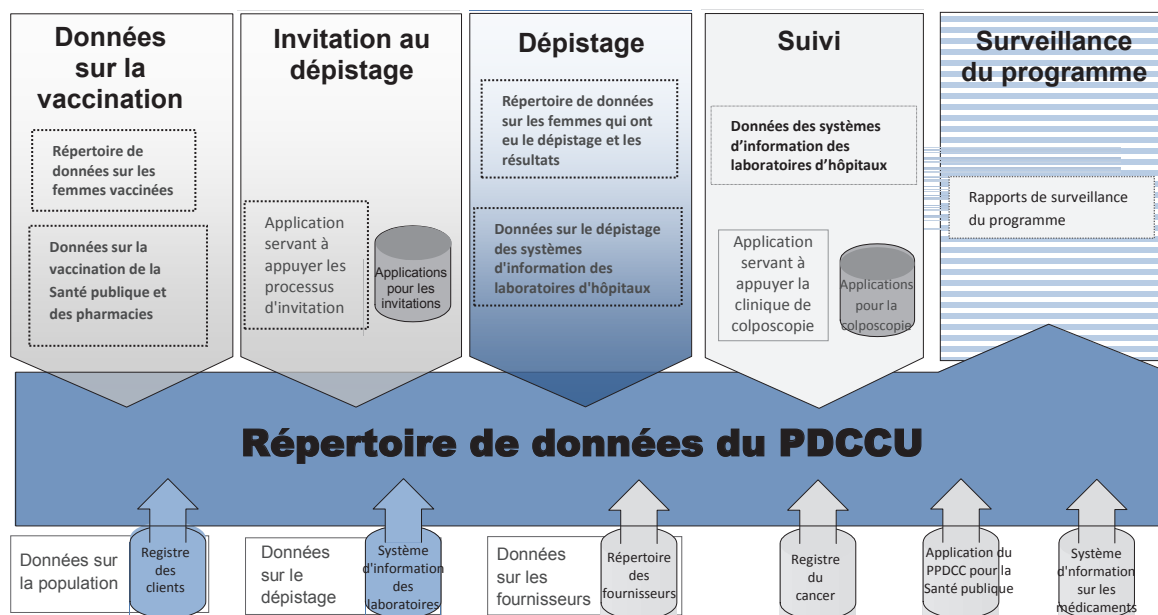 Données
sur la
vaccination
Répertoire de
données sur les
femmes vaccinées
Données sur la
vaccination de la
Santé publique et
des pharmacies
Invitation au
dépistage
Application
servant à
appuyer les
processus
d'invitation
Applications
pour les
invitations
Dépistage
Répertoire de données
sur les femmes qui ont
eu le dépistage et les
résultats
Données sur le dépistage
des systèmes
d'information des
laboratoires d'hôpitaux
Suivi
Données des systèmes
d'information des
laboratoires d'hôpitaux
Application
servant à
appuyer la
clinique de
colposcopie
Applications
pour la
colposcopie
Surveillance
du programme
Rapports de surveillance
du programme
Répertoire de données du PDCCU
Données sur
la population
Registre
des
clients
Données
sur le
dépistage
Système
d'information
des
laboratoires
Données
sur les
fournisseurs
Répertoire
des
fournisseurs
Registre
du
cancer
Application du
PPDCC pour la
Santé publique
Système
d'information
sur les
médicaments